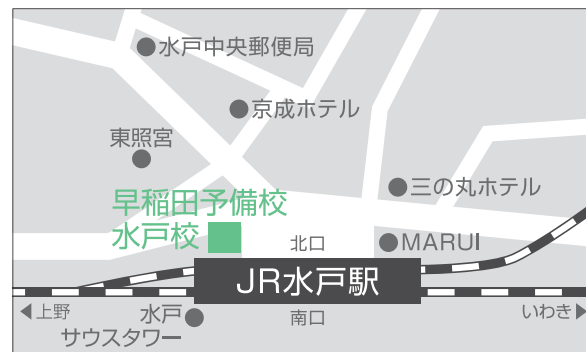 水戸中央郵便局
京成ホテル
東照宮
三の丸ホテル
早稲田予備校
水戸校
北口
MARUI
JR水戸駅
上野
水戸
サウスタワー
南口
いわき